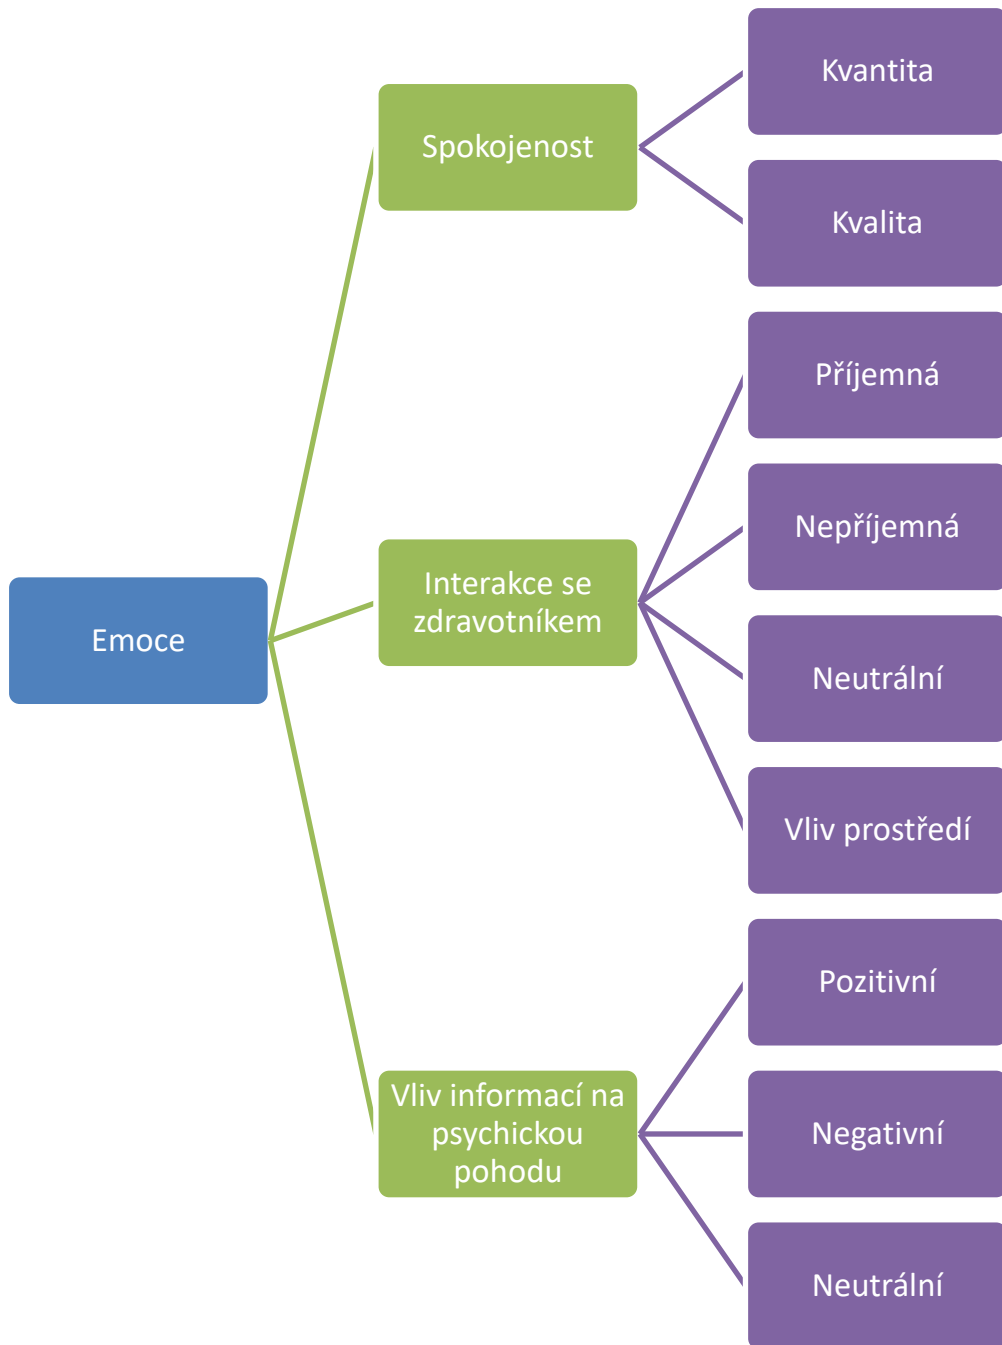 Emoce
Spokojenost
Kvantita
Kvalita
Interakce se
zdravotníkem
Příjemná
Nepříjemná
Neutrální
Vliv prostředí
Vliv informací na
psychickou
pohodu
Pozitivní
Negativní
Neutrální